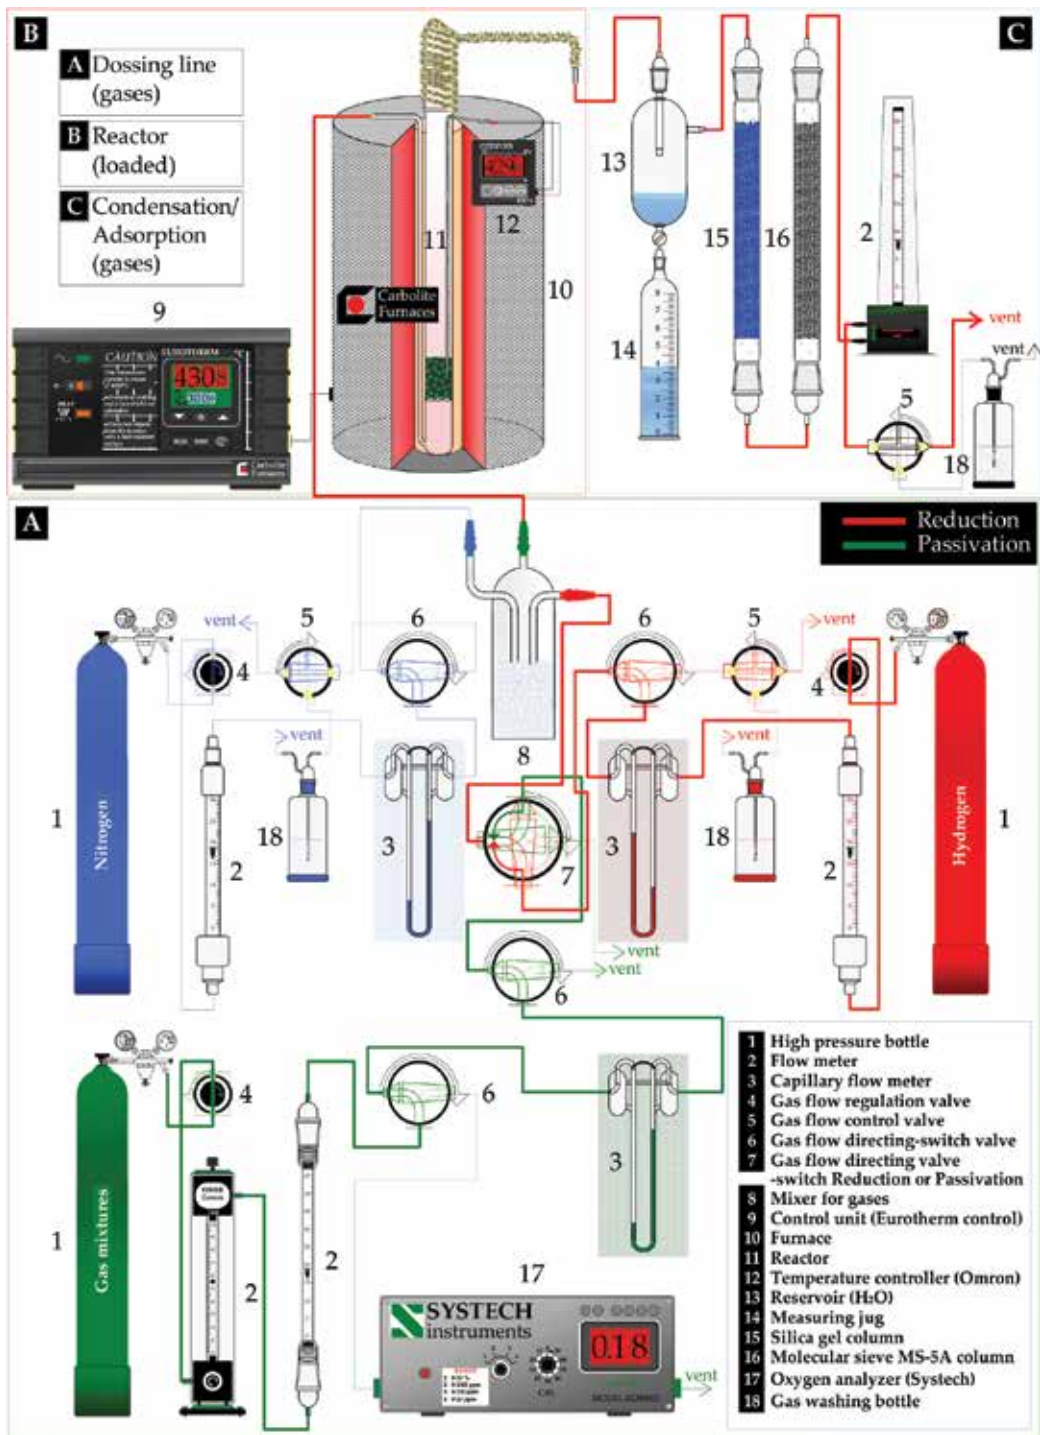 B
A Dossing line
(gases)
B Reactor
(loaded)
C Condensation/
Adsorption
(gases)
C
9
10
11
12
13
14
15
16
2
5
18
vent
vent
Carbolite
Furnaces
CAUTION
EUROTHERM
Carbolite
Furnaces
A
Reduction
Passivation
vent
5
6
6
5
vent
4
4
8
vent
vent
1
Nitrogen
2
18
3
7
3
18
2
Hydrogen
1
vent
vent
6
4
6
1
Gas mixtures
2
2
3
17
SYSTECH
instruments
0.18
vent
1 High pressure bottle
2 Flow meter
3 Capillary flow meter
4 Gas flow regulation valve
5 Gas flow control valve
6 Gas flow directing-switch valve
7 Gas flow directing valve
-switch Reduction or Passivation
8 Mixer for gases
9 Control unit (Eurotherm control)
10 Furnace
11 Reactor
12 Temperature controller (Omron)
13 Reservoir (H₂O)
14 Measuring jug
15 Silica gel column
16 Molecular sieve MS-5A column
17 Oxygen analyzer (Systech)
18 Gas washing bottle